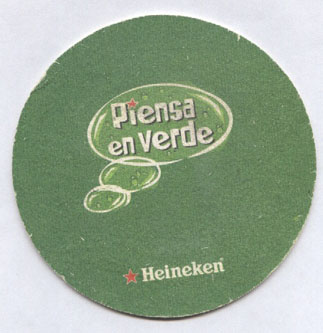 Piensa
en verde
Heineken